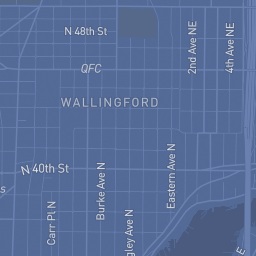 N 48th St
2nd Ave NE
4th Ave NE
QFC
WALLINGFORD
N 40th St
Burke Ave N
Eastern Ave N
Carr Pl N
gley Ave N
s
E